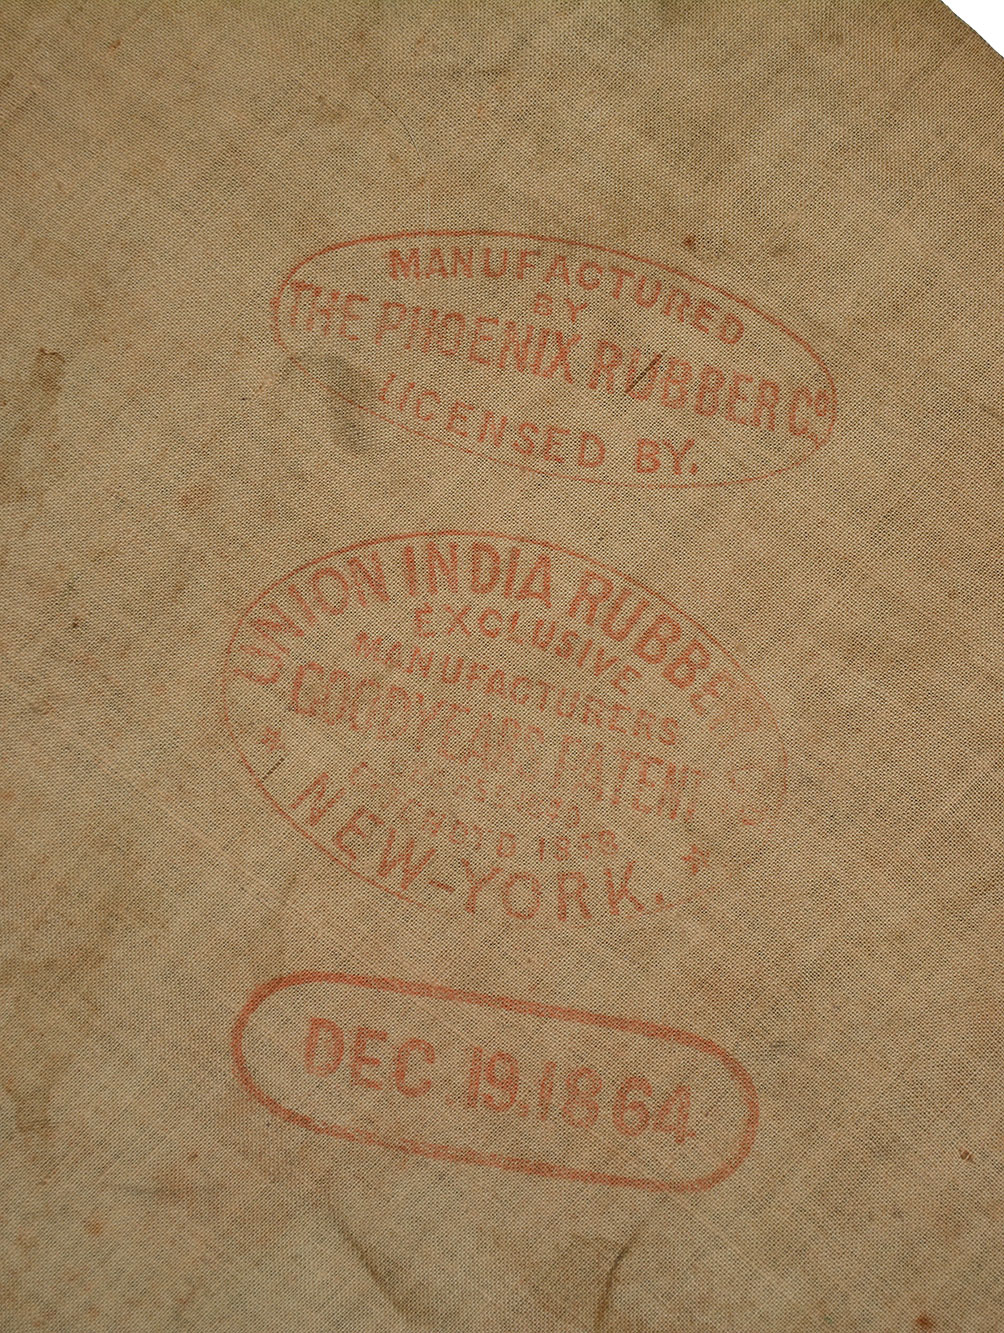 MANUFACTURED
BY
THE PHOENIX RUBBER Co.
LICENSED BY.
UNION INDIA RUBBER
EXCLUSIVE
MANUFACTURERS
GOODYEARS PATENT
NEW-YORK.
DEC 19.1864